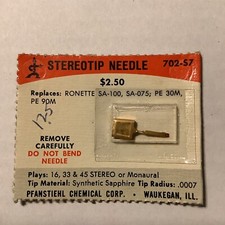 STEREOTIP NEEDLE 702-S7
$2.50
Replaces: RONETTE SA-100, SA-075; PE 30M,
PE 90M
125
REMOVE
CAREFULLY
DO NOT BEND
NEEDLE
Plays: 16, 33 & 45 STEREO or Monaural
Tip Material: Synthetic Sapphire Tip Radius: .0007
PFANSTIEHL CHEMICAL CORP. • WAUKEGAN, ILL.